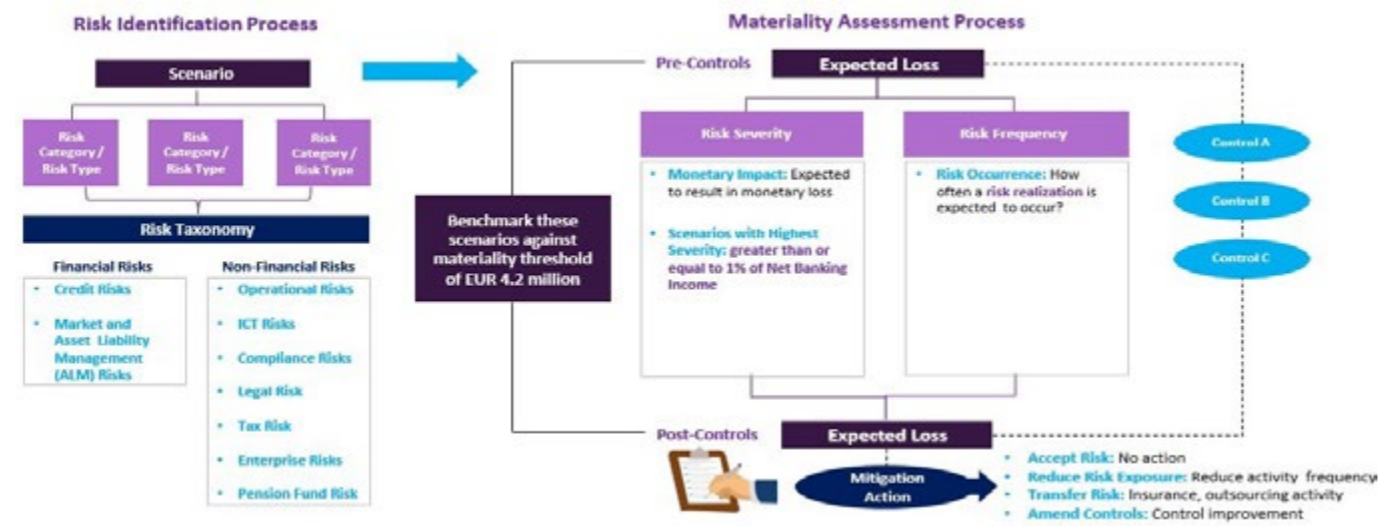 Risk Identification Process
Scenario
Risk
Category/
Risk Type
Risk
Category/
Risk Type
Risk
Category/
Risk Type
Risk Taxonomy
Financial Risks
• Credit Risks
• Market and
Asset Liability
Management
(ALM) Risks
Non-Financial Risks
• Operational Risks
• ICT Risks
• Compliance Risks
• Legal Risk
• Tax Risk
• Enterprise Risks
• Pension Fund Risk
Materiality Assessment Process
Pre-Controls
Expected Loss
Benchmark these
scenarios against
materiality threshold
of EUR 4.2 million
Risk Severity
• Monetary Impact: Expected
to result in monetary loss
• Scenarios with Highest
Severity: greater than or
equal to 1% of Net Banking
Income
Risk Frequency
• Risk Occurrence: How
often a risk realization is
expected to occur?
Control A
Control B
Control C
Post-Controls
Expected Loss
Mitigation
Action
• Accept Risk: No action
• Reduce Risk Exposure: Reduce activity frequency
• Transfer Risk: Insurance, outsourcing activity
• Amend Controls: Control improvement